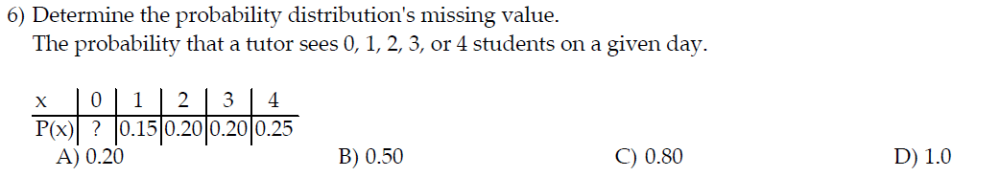 6) Determine the probability distribution's missing value.
The probability that a tutor sees 0, 1, 2, 3, or 4 students on a given day.
x 0 1 2 3 4
P(x) ? 0.15 0.20 0.20 0.25
A) 0.20 B) 0.50 C) 0.80 D) 1.0